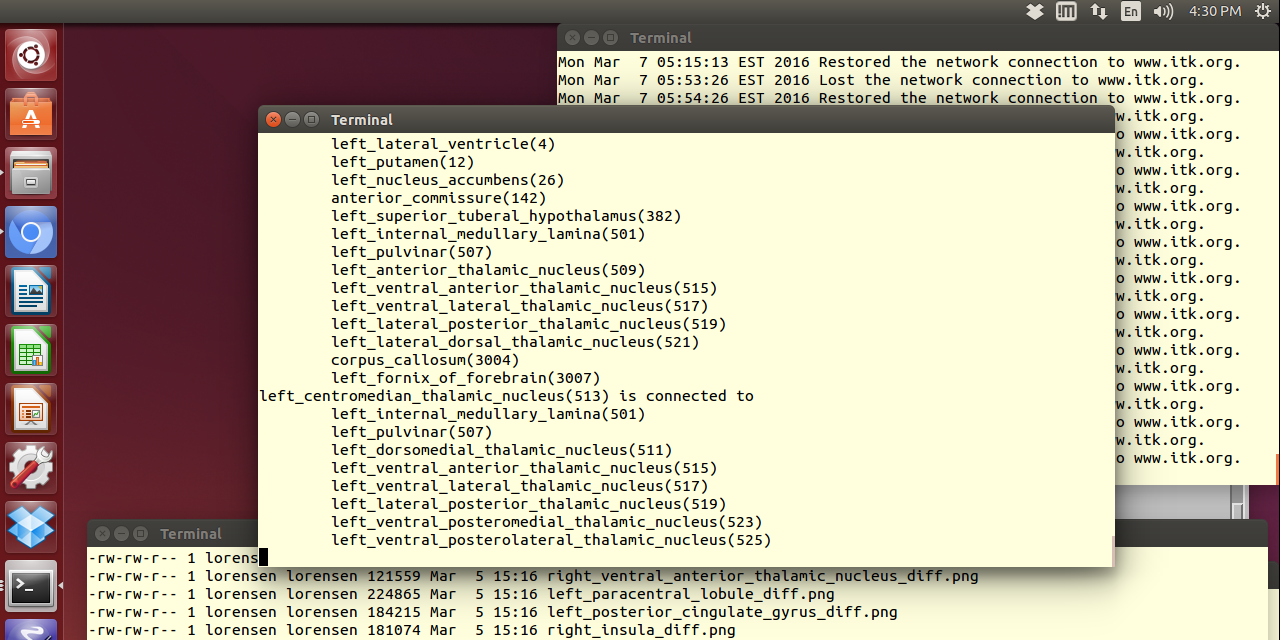 En 4:30 PM
Terminal
Mon Mar  7 05:15:13 EST 2016 Restored the network connection to www.itk.org.
Mon Mar  7 05:53:26 EST 2016 Lost the network connection to www.itk.org.
Mon Mar  7 05:54:26 EST 2016 Restored the network connection to www.itk.org.
w.itk.org.
o www.itk.org.
w.itk.org.
o www.itk.org.
w.itk.org.
o www.itk.org.
w.itk.org.
o www.itk.org.
w.itk.org.
o www.itk.org.
w.itk.org.
o www.itk.org.
w.itk.org.
o www.itk.org.
w.itk.org.
o www.itk.org.
w.itk.org.
o www.itk.org.
w.itk.org.
o www.itk.org.
Terminal
left_lateral_ventricle(4)
left_putamen(12)
left_nucleus_accumbens(26)
anterior_commissure(142)
left_superior_tuberal_hypothalamus(382)
left_internal_medullary_lamina(501)
left_pulvinar(507)
left_anterior_thalamic_nucleus(509)
left_ventral_anterior_thalamic_nucleus(515)
left_ventral_lateral_thalamic_nucleus(517)
left_lateral_posterior_thalamic_nucleus(519)
left_lateral_dorsal_thalamic_nucleus(521)
corpus_callosum(3004)
left_fornix_of_forebrain(3007)
left_centromedian_thalamic_nucleus(513) is connected to
left_internal_medullary_lamina(501)
left_pulvinar(507)
left_dorsomedial_thalamic_nucleus(511)
left_ventral_anterior_thalamic_nucleus(515)
left_ventral_lateral_thalamic_nucleus(517)
left_lateral_posterior_thalamic_nucleus(519)
left_ventral_posteromedial_thalamic_nucleus(523)
left_ventral_posterolateral_thalamic_nucleus(525)
Terminal
-rw-rw-r-- 1 lorens
-rw-rw-r-- 1 lorensen lorensen 121559 Mar  5 15:16 right_ventral_anterior_thalamic_nucleus_diff.png
-rw-rw-r-- 1 lorensen lorensen 224865 Mar  5 15:16 left_paracentral_lobule_diff.png
-rw-rw-r-- 1 lorensen lorensen 184215 Mar  5 15:16 left_posterior_cingulate_gyrus_diff.png
-rw-rw-r-- 1 lorensen lorensen 181074 Mar  5 15:16 right_insula_diff.png